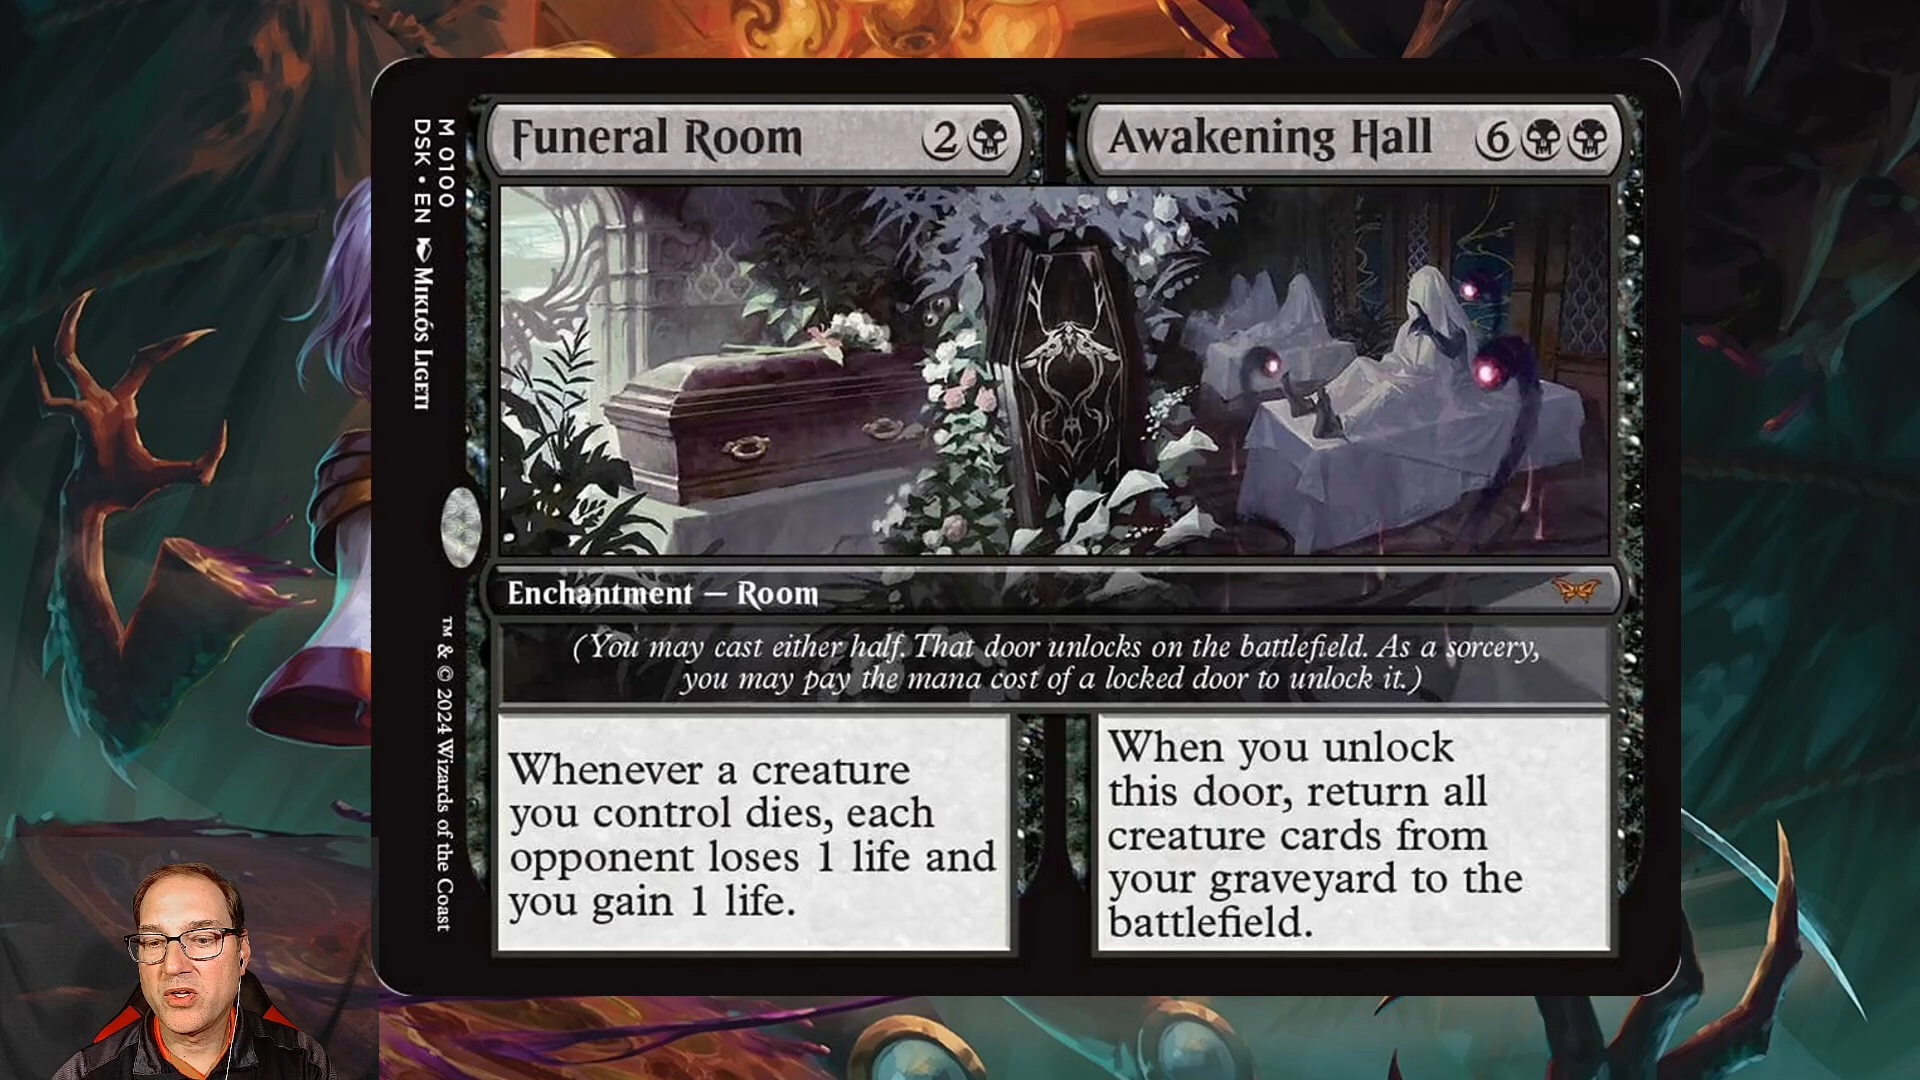 Funeral Room 2
Awakening Hall 6
M 0100
DSK • EN MIKLÓS LIGETI
™ & © 2024 Wizards of the Coast
Enchantment — Room
(You may cast either half. That door unlocks on the battlefield. As a sorcery,
you may pay the mana cost of a locked door to unlock it.)
Whenever a creature
you control dies, each
opponent loses 1 life and
you gain 1 life.
When you unlock
this door, return all
creature cards from
your graveyard to the
battlefield.